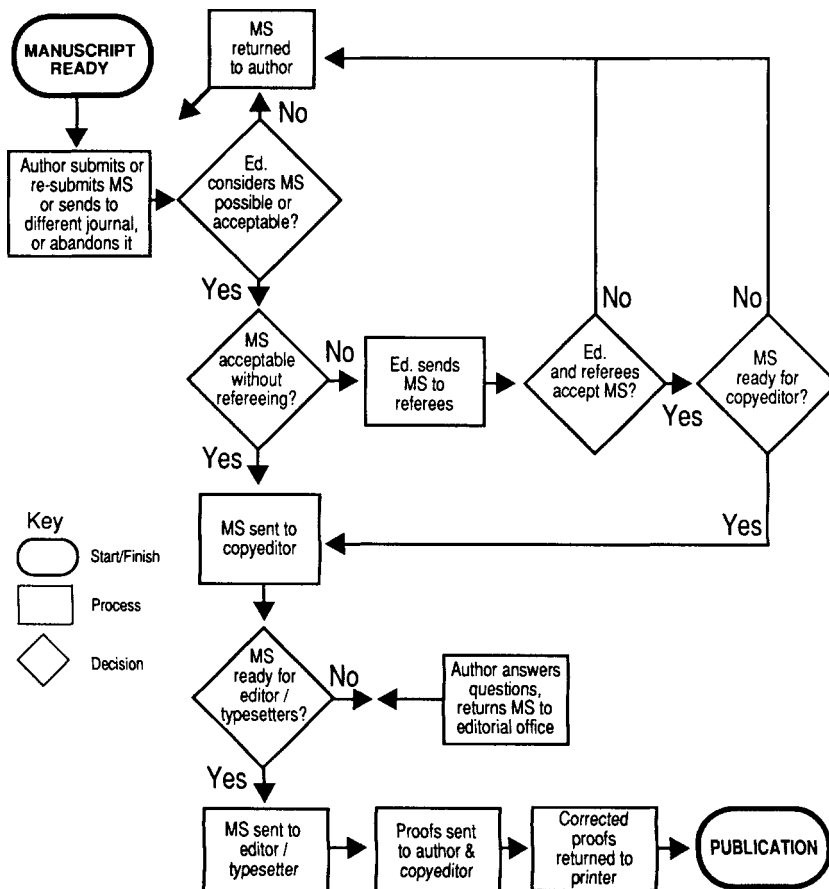 MANUSCRIPT
READY
MS
returned
to author
No
Author submits or
re-submits MS
or sends to
different journal,
or abandons it
Ed.
considers MS
possible or
acceptable?
Yes
MS
acceptable
without
refereeing?
No
Ed. sends
MS to
referees
Ed.
and referees
accept MS?
No
Yes
MS
ready for
copyeditor?
No
Yes
Yes
MS sent to
copyeditor
Key
Start/Finish
Process
Decision
MS
ready for
editor /
typesetters?
No
Author answers
questions,
returns MS to
editorial office
Yes
MS sent to
editor /
typesetter
Proofs sent
to author &
copyeditor
Corrected
proofs
returned to
printer
PUBLICATION